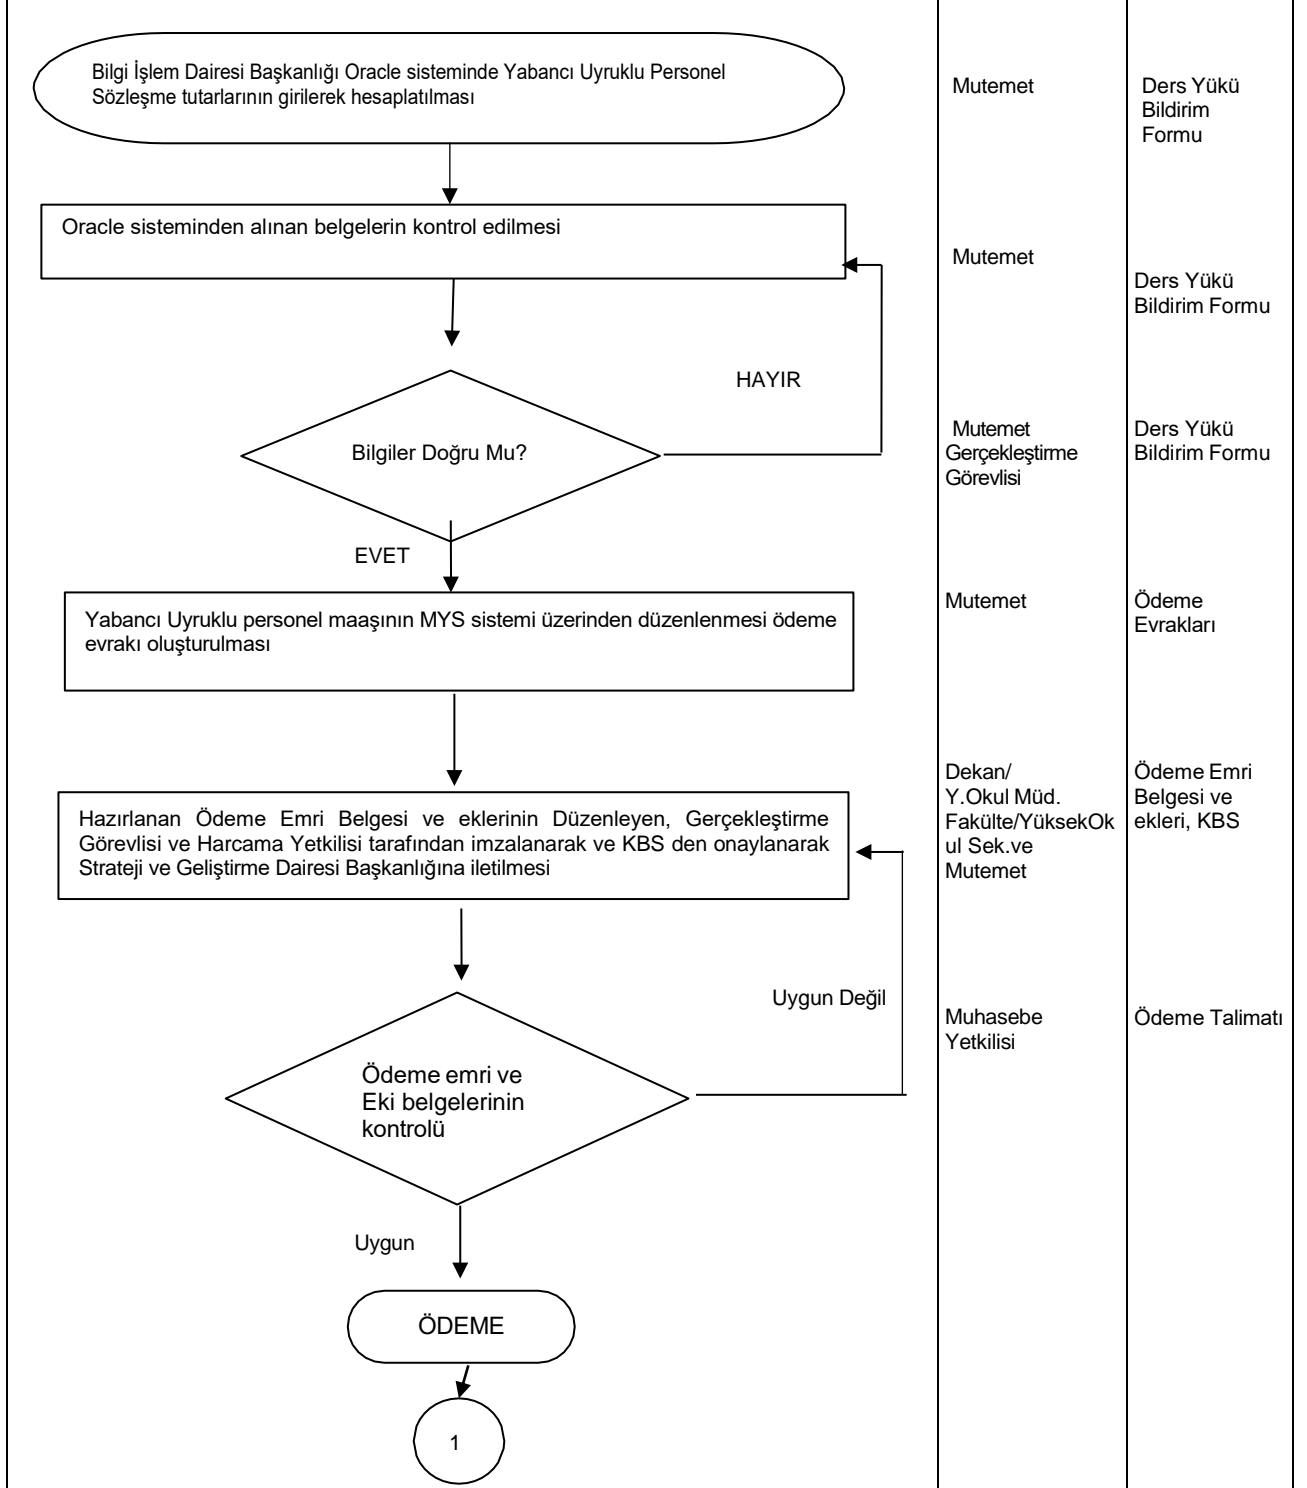 Bilgi İşlem Dairesi Başkanlığı Oracle sisteminde Yabancı Uyruklu Personel
Sözleşme tutarlarının girilerek hesaplatılması
Mutemet
Ders Yükü
Bildirim
Formu
Oracle sisteminden alınan belgelerin kontrol edilmesi
Mutemet
Ders Yükü
Bildirim Formu
HAYIR
Bilgiler Doğru Mu?
Mutemet
Gerçekleştirme
Görevlisi
Ders Yükü
Bildirim Formu
EVET
Yabancı Uyruklu personel maaşının MYS sistemi üzerinden düzenlenmesi ödeme
evrakı oluşturulması
Mutemet
Ödeme
Evrakları
Hazırlanan Ödeme Emri Belgesi ve eklerinin Düzenleyen, Gerçekleştirme
Görevlisi ve Harcama Yetkilisi tarafından imzalanarak ve KBS den onaylanarak
Strateji ve Geliştirme Dairesi Başkanlığına iletilmesi
Dekan/
Y.Okul Müd.
Fakülte/YüksekOk
ul Sek.ve
Mutemet
Ödeme Emri
Belgesi ve
ekleri, KBS
Uygun Değil
Ödeme emri ve
Eki belgelerinin
kontrolü
Muhasebe
Yetkilisi
Ödeme Talimatı
Uygun
ÖDEME
1